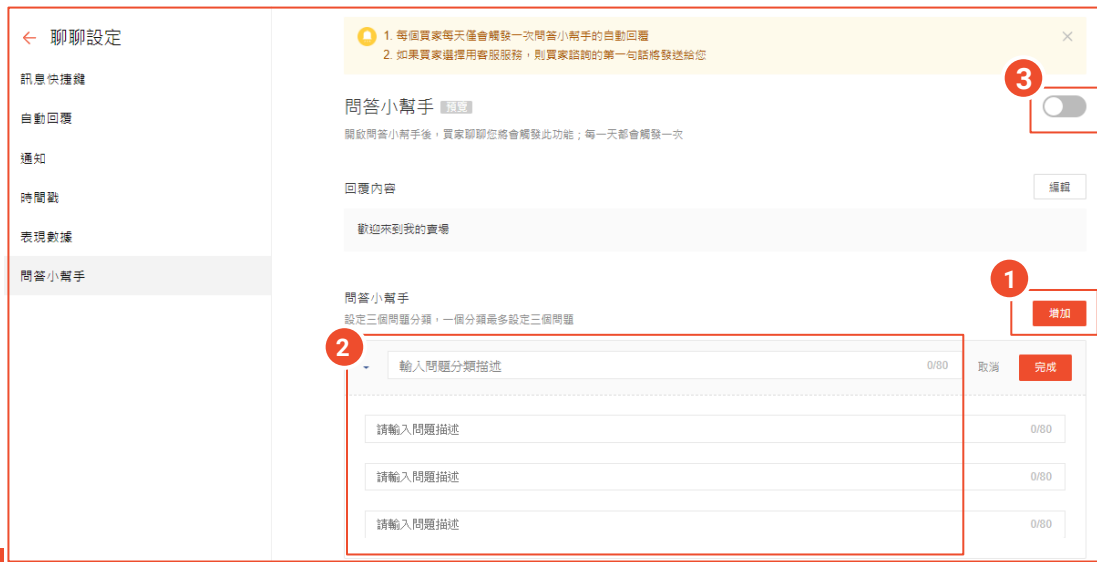 ← 聊聊設定
訊息快捷鍵
自動回覆
通知
時間戳
表現數據
問答小幫手
1. 每個買家每天僅會觸發一次問答小幫手的自動回覆
2. 如果買家選擇用客服服務，則買家諮詢的第一句話將發送給您
3
問答小幫手 預覽
開啟問答小幫手後，買家聊聊您將會觸發此功能；每一天都會觸發一次
回覆內容
編輯
歡迎來到我的賣場
1
問答小幫手
設定三個問題分類，一個分類最多設定三個問題
增加
2
輸入問題分類描述 0/80 取消 完成
請輸入問題描述 0/80
請輸入問題描述 0/80
請輸入問題描述 0/80